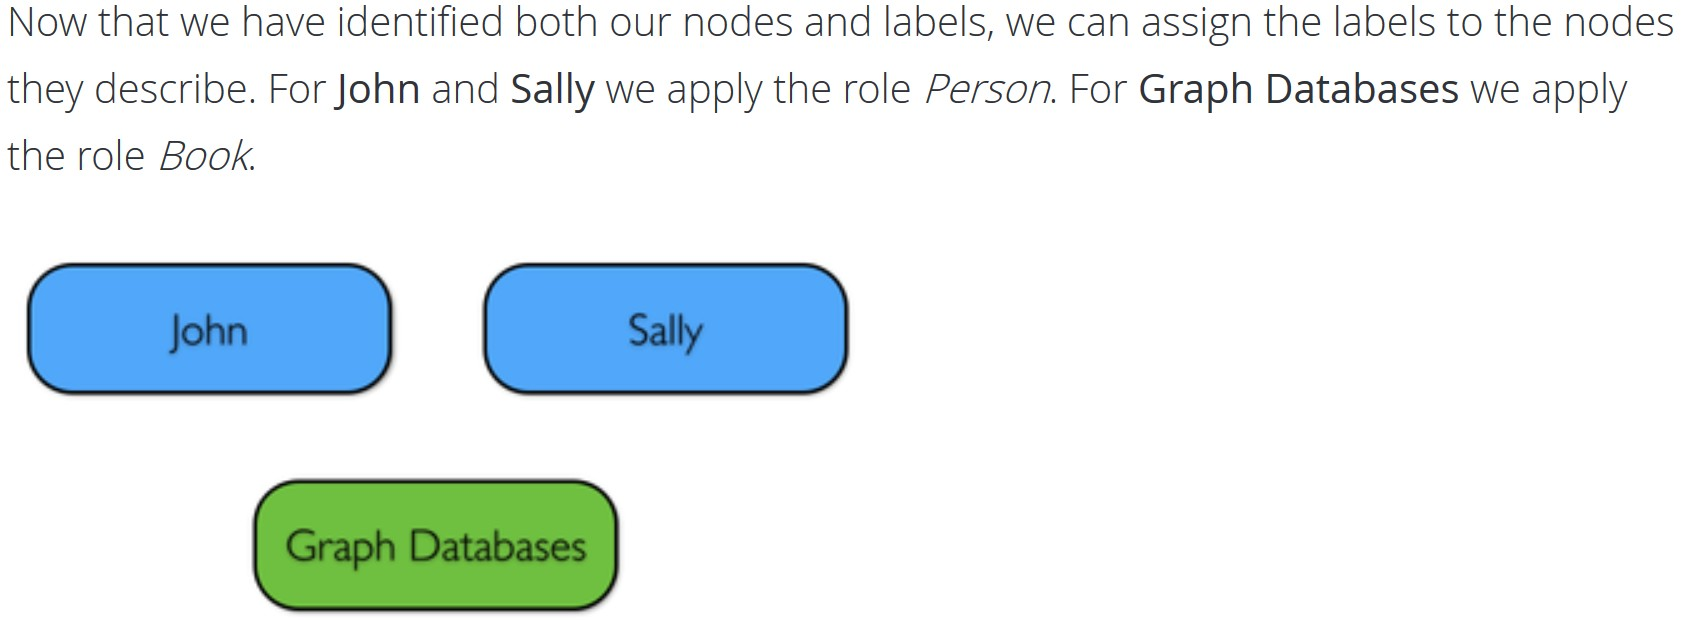 Now that we have identified both our nodes and labels, we can assign the labels to the nodes
they describe. For John and Sally we apply the role Person. For Graph Databases we apply
the role Book.
John
Sally
Graph Databases